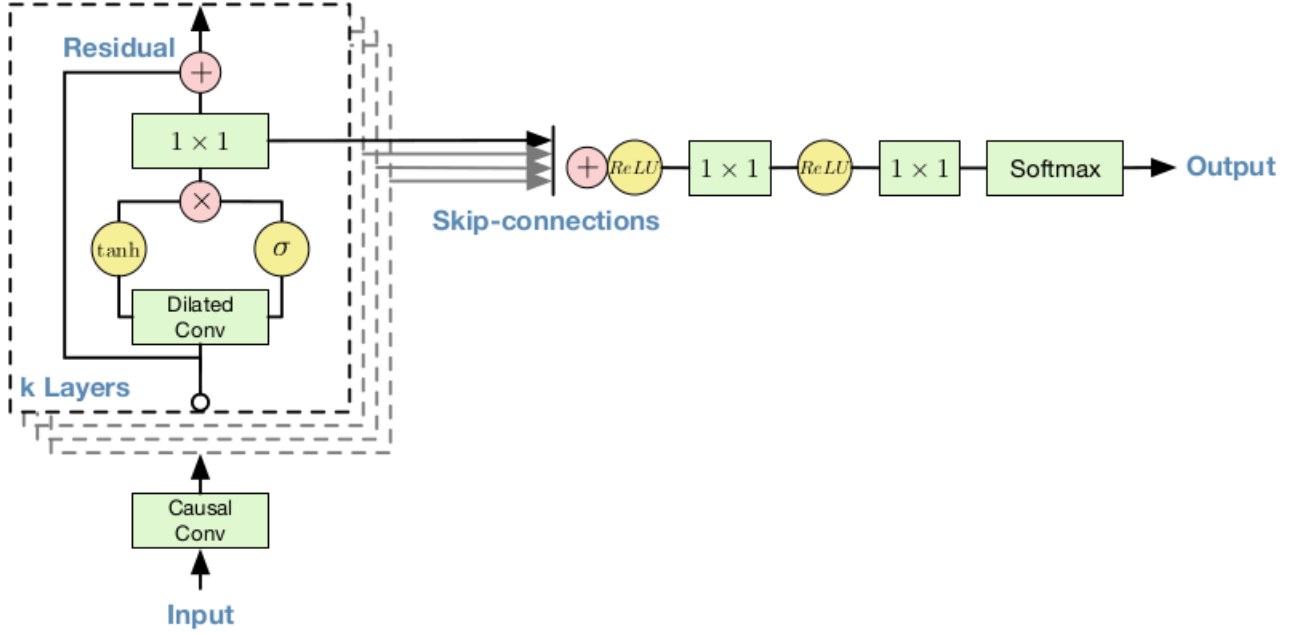 Residual
+
1 × 1
×
tanh
σ
Dilated
Conv
k Layers
Causal
Conv
Input
Skip-connections
+
ReLU
1 × 1
ReLU
1 × 1
Softmax
Output